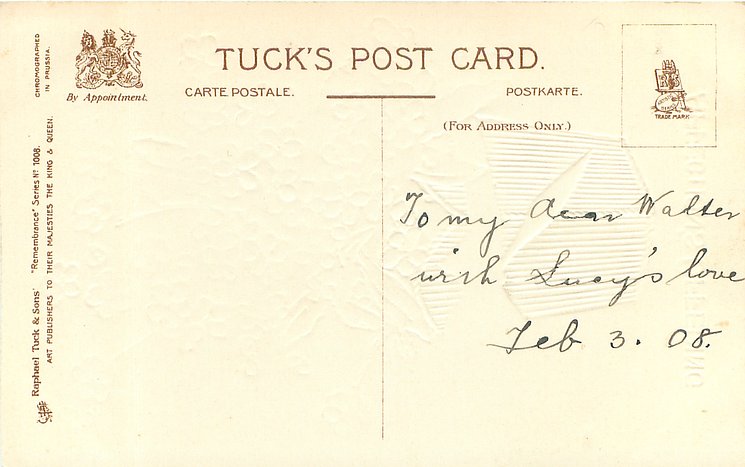 TUCK'S POST CARD.
By Appointment.
CARTE POSTALE.
POSTKARTE.
(FOR ADDRESS ONLY.)
TRADE MARK
CHROMOGRAPHED
IN PRUSSIA.
Raphael Tuck & Sons' "Remembrance" Series Nº 1008.
ART PUBLISHERS TO THEIR MAJESTIES THE KING & QUEEN.
To my dear Walter
with Lucy's love
Feb 3. 08.